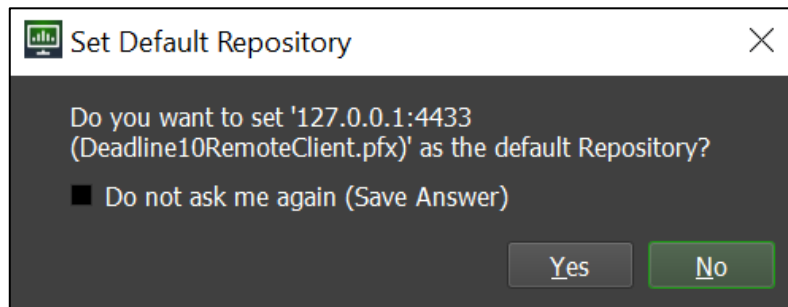 Set Default Repository
Do you want to set '127.0.0.1:4433
(Deadline10RemoteClient.pfx)' as the default Repository?
Do not ask me again (Save Answer)
Yes
No